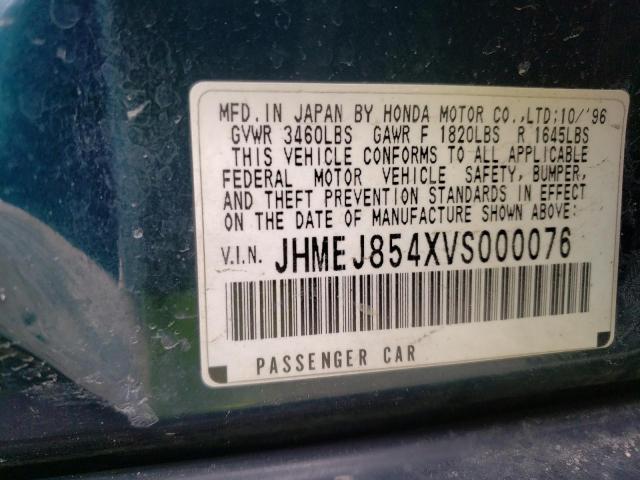 MFD. IN JAPAN BY HONDA MOTOR CO.,LTD;10/'96
GVWR 3460LBS GAWR F 1820LBS R 1645LBS
THIS VEHICLE CONFORMS TO ALL APPLICABLE
FEDERAL MOTOR VEHICLE SAFETY, BUMPER,
AND THEFT PREVENTION STANDARDS IN EFFECT
ON THE DATE OF MANUFACTURE SHOWN ABOVE:
V.I.N. JHMEJ854XVS000076
PASSENGER CAR